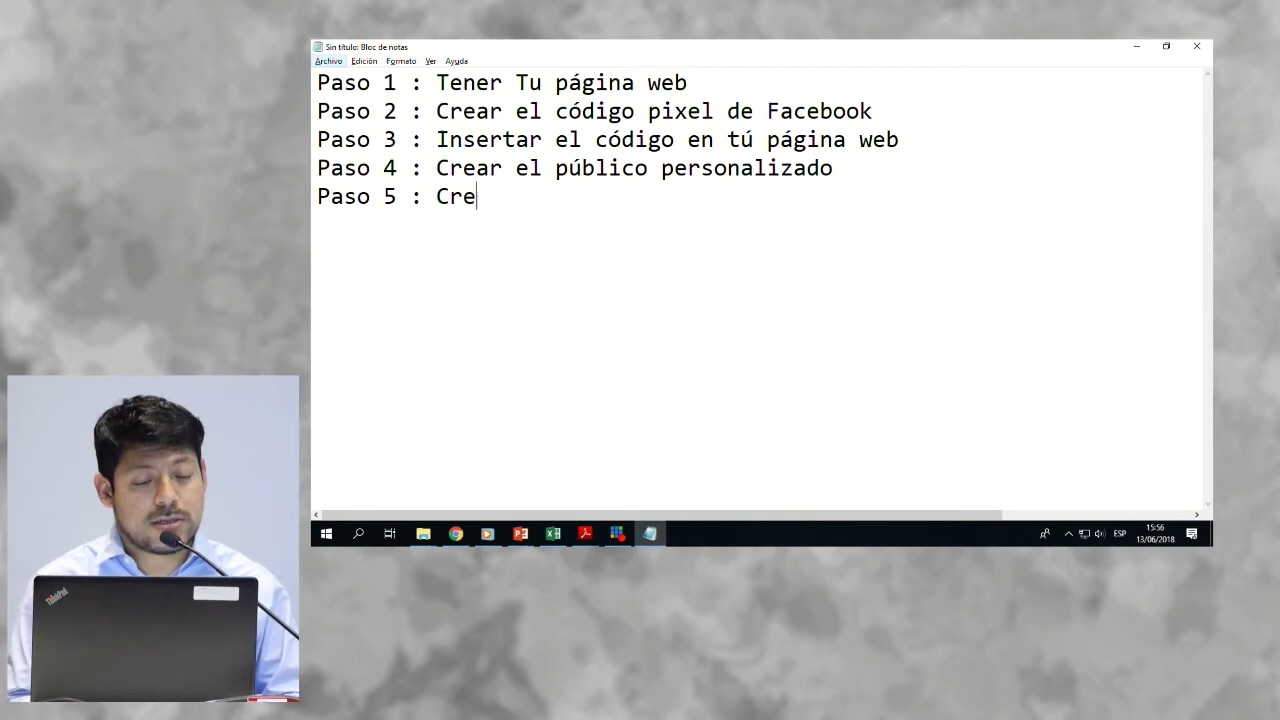 Sin título: Bloc de notas
Archivo Edición Formato Ver Ayuda
Paso 1 : Tener Tu página web
Paso 2 : Crear el código pixel de Facebook
Paso 3 : Insertar el código en tú página web
Paso 4 : Crear el público personalizado
Paso 5 : Cre
ESP
15:56
13/06/2018
ThinkPad